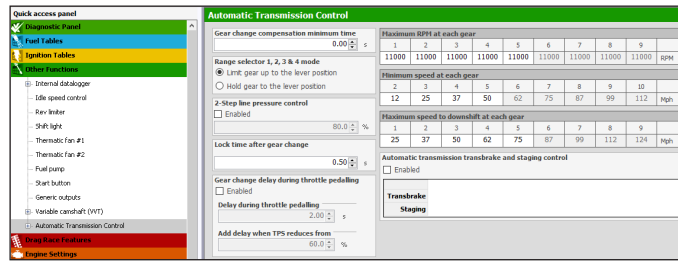 Quick access panel
Diagnostic Panel
Fuel Tables
Ignition Tables
Other Functions
Internal datalogger
Idle speed control
Rev limiter
Shift light
Thermatic fan #1
Thermatic fan #2
Fuel pump
Start button
Generic outputs
Variable camshaft (VVT)
Automatic Transmission Control
Drag Race Features
Engine Settings
Automatic Transmission Control
Gear change compensation minimum time
0.00 s
Range selector 1, 2, 3 & 4 mode
Limit gear up to the lever position
Hold gear to the lever position
2-Step line pressure control
Enabled
80.0 %
Lock time after gear change
0.50 s
Gear change delay during throttle pedalling
Enabled
Delay during throttle pedalling
2.00 s
Add delay when TPS reduces from
60.0 %
Maximum RPM at each gear
1 2 3 4 5 6 7 8 9
11000 11000 11000 11000 11000 11000 11000 11000 11000 RPM
Minimum speed at each gear
2 3 4 5 6 7 8 9 10
12 25 37 50 62 75 87 99 112 Mph
Maximum speed to downshift at each gear
1 2 3 4 5 6 7 8 9
25 37 50 62 75 87 99 112 124 Mph
Automatic transmission transbrake and staging control
Enabled
Transbrake
Staging